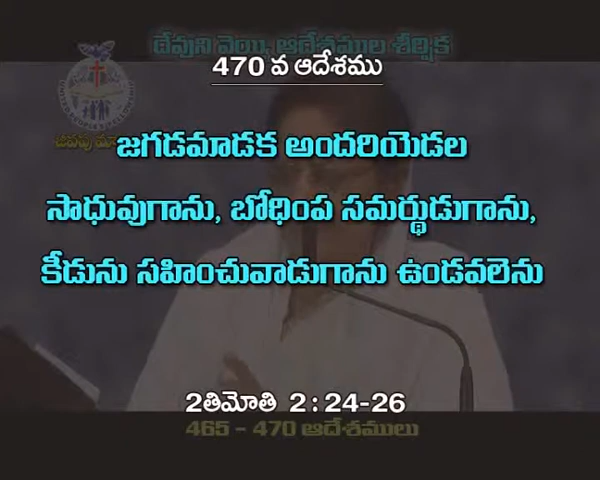 దేవుని వెయి, ఆదేశముల శీర్షిక
470 వ ఆదేశము
జగడమాడక అందరియెడల
సాధువుగాను, బోధింప సమర్థుడుగాను,
కీడును సహించువాడుగాను ఉండవలెను
2తిమోతి 2:24-26
465 - 470 ఆదేశములు